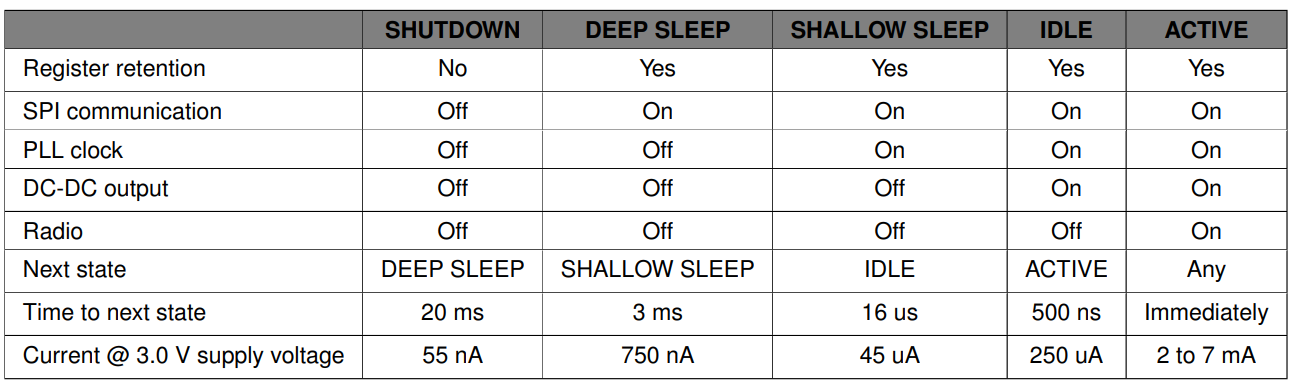 SHUTDOWN DEEP SLEEP SHALLOW SLEEP IDLE ACTIVE
Register retention No Yes Yes Yes Yes
SPI communication Off On On On On
PLL clock Off Off On On On
DC-DC output Off Off Off On On
Radio Off Off Off Off On
Next state DEEP SLEEP SHALLOW SLEEP IDLE ACTIVE Any
Time to next state 20 ms 3 ms 16 us 500 ns Immediately
Current @ 3.0 V supply voltage 55 nA 750 nA 45 uA 250 uA 2 to 7 mA